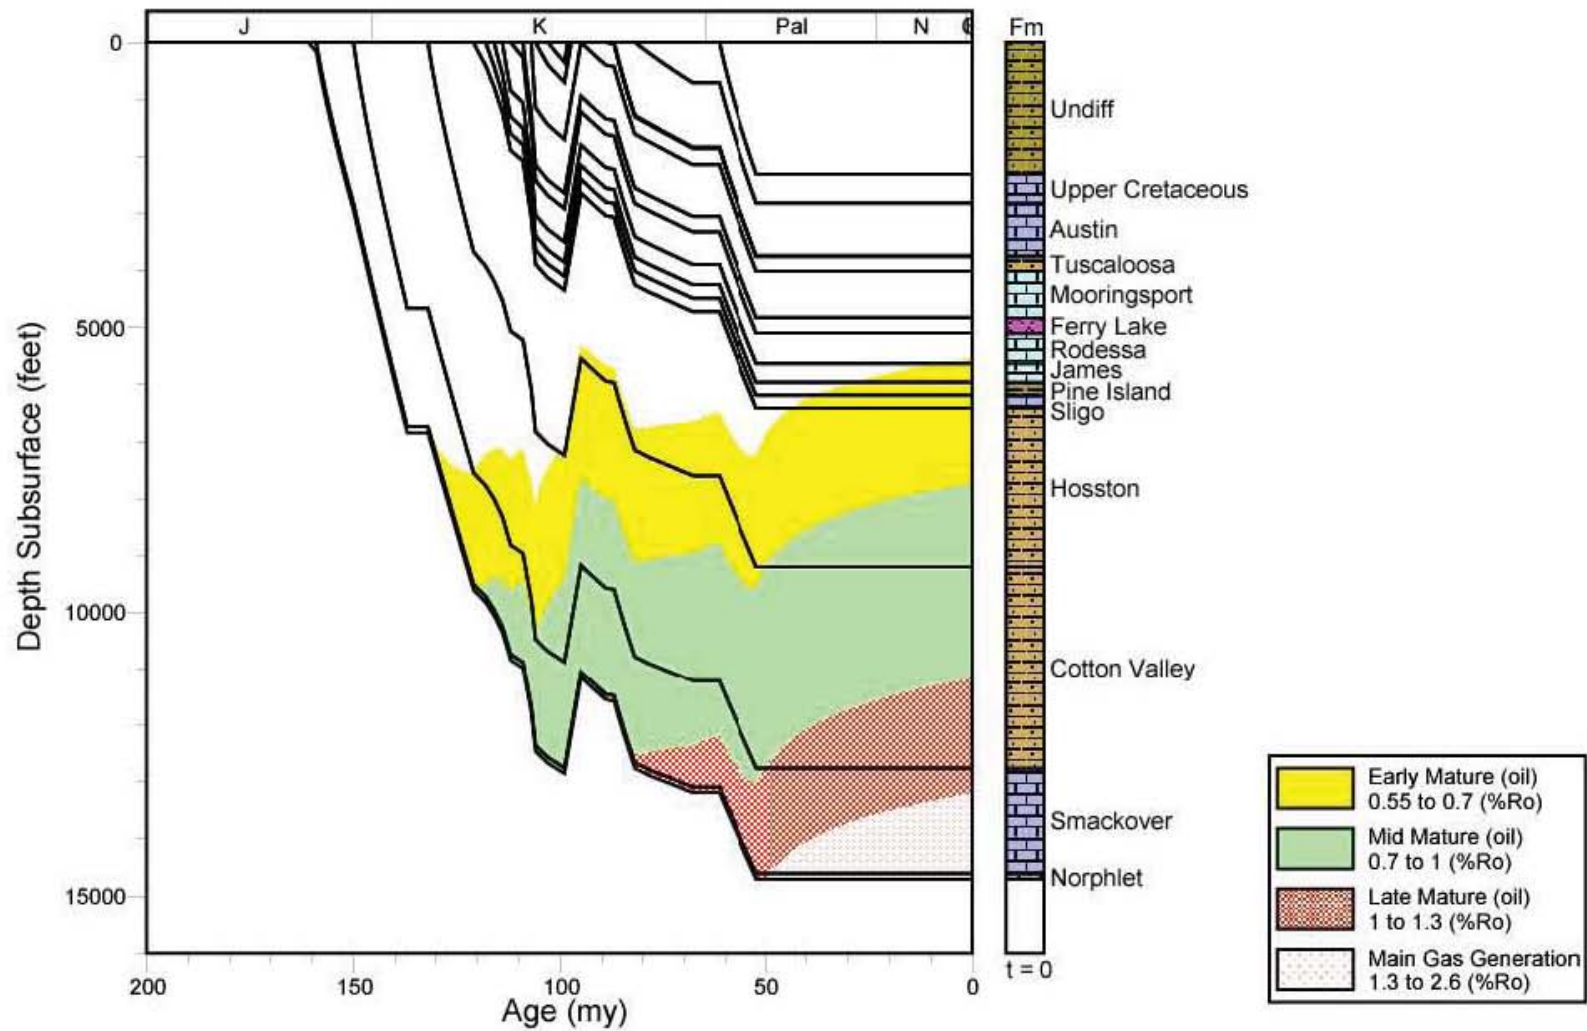 J K Pal N Fm
0
5000
10000
15000
Depth Subsurface (feet)
200 150 100 50 0
Age (my)
Undiff
Upper Cretaceous
Austin
Tuscaloosa
Mooringsport
Ferry Lake
Rodessa
James
Pine Island
Sligo
Hosston
Cotton Valley
Smackover
Norphlet
t = 0
Early Mature (oil)
0.55 to 0.7 (%Ro)
Mid Mature (oil)
0.7 to 1 (%Ro)
Late Mature (oil)
1 to 1.3 (%Ro)
Main Gas Generation
1.3 to 2.6 (%Ro)